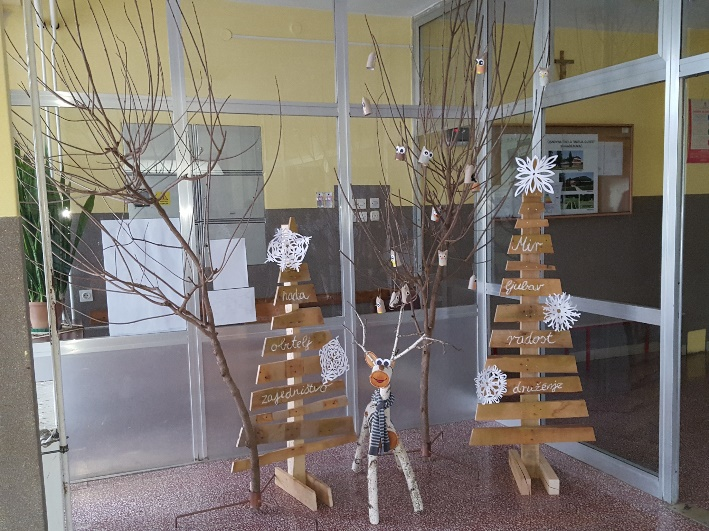 nada
obitelj
zajedništvo
Mir
ljubav
radost
druženje